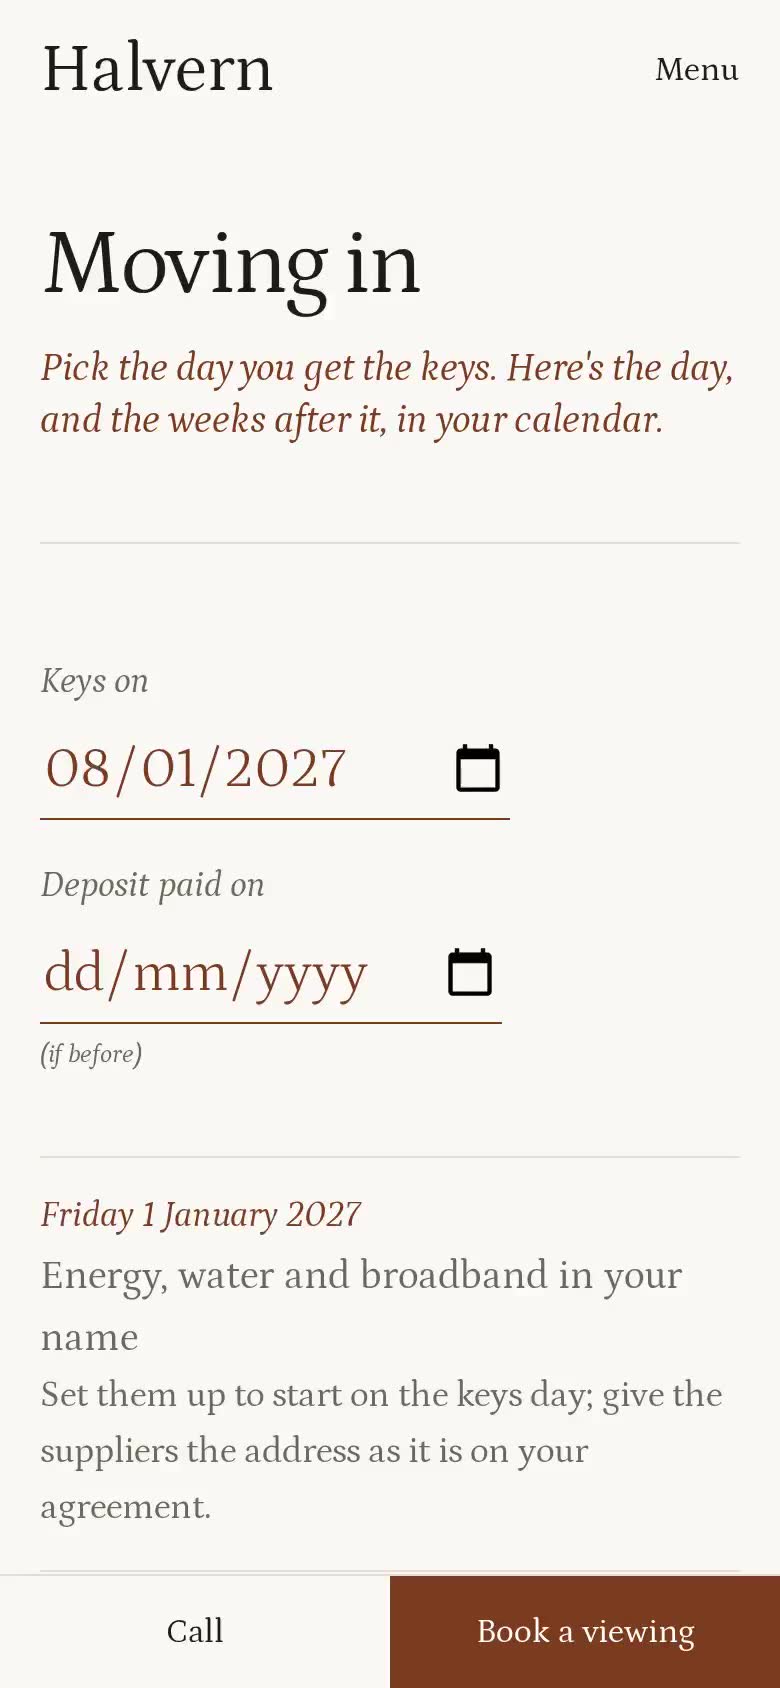 Halvern
Menu
Moving in
Pick the day you get the keys. Here's the day,
and the weeks after it, in your calendar.
Keys on
08/01/2027
Deposit paid on
dd/mm/yyyy
(if before)
Friday 1 January 2027
Energy, water and broadband in your
name
Set them up to start on the keys day; give the
suppliers the address as it is on your
agreement.
Call
Book a viewing